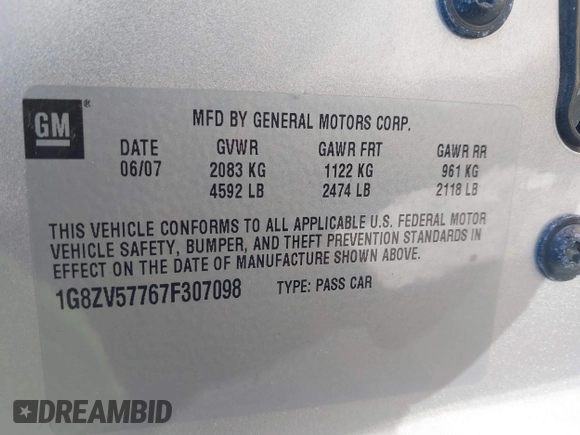 GM ®
MFD BY GENERAL MOTORS CORP.
DATE GVWR GAWR FRT GAWR RR
06/07 2083 KG 1122 KG 961 KG
4592 LB 2474 LB 2118 LB
THIS VEHICLE CONFORMS TO ALL APPLICABLE U.S. FEDERAL MOTOR
VEHICLE SAFETY, BUMPER, AND THEFT PREVENTION STANDARDS IN
EFFECT ON THE DATE OF MANUFACTURE SHOWN ABOVE.
1G8ZV57767F307098 TYPE: PASS CAR
DREAMBID